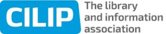 CILIP
The library
and information
association